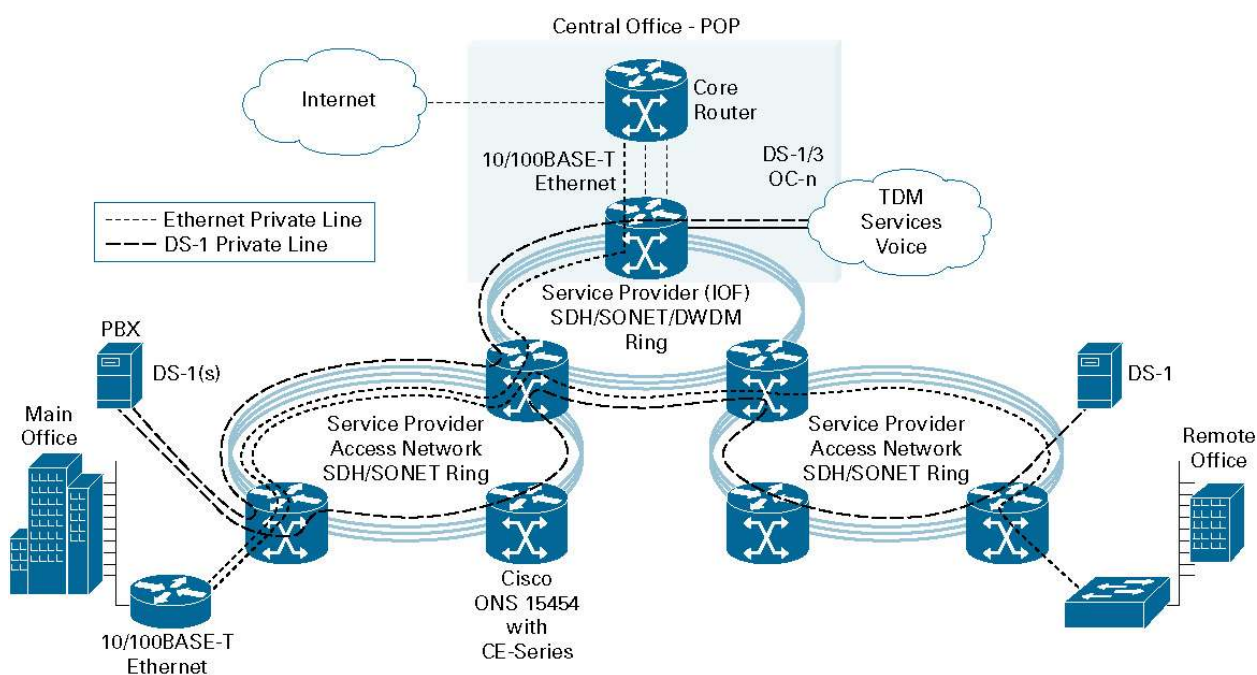 Central Office - POP
Internet
Core
Router
10/100BASE-T
Ethernet
DS-1/3
OC-n
TDM
Services
Voice
Ethernet Private Line
DS-1 Private Line
Service Provider (IOF)
SDH/SONET/DWDM
Ring
PBX
DS-1(s)
DS-1
Main
Office
Service Provider
Access Network
SDH/SONET Ring
Service Provider
Access Network
SDH/SONET Ring
Remote
Office
Cisco
ONS 15454
with
CE-Series
10/100BASE-T
Ethernet